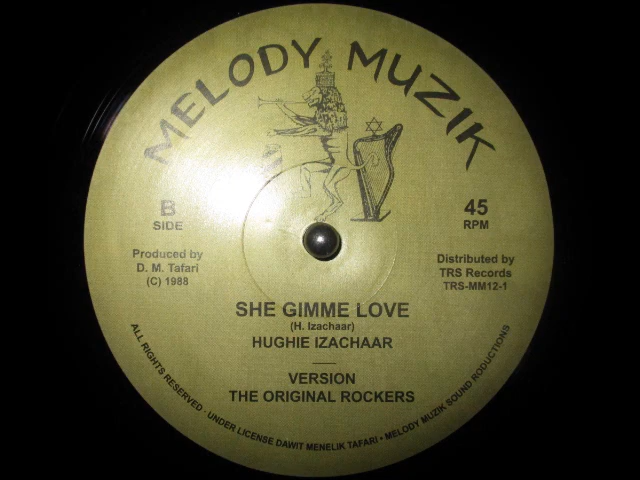 MELODY MUZIK
B
SIDE
45
RPM
Produced by
D. M. Tafari
(C) 1988
Distributed by
TRS Records
TRS-MM12-1
SHE GIMME LOVE
(H. Izachaar)
HUGHIE IZACHAAR
VERSION
THE ORIGINAL ROCKERS
ALL RIGHTS RESERVED · UNDER LICENSE DAWIT MENELIK TAFARI • MELODY MUZIK SOUND RODUCTIONS